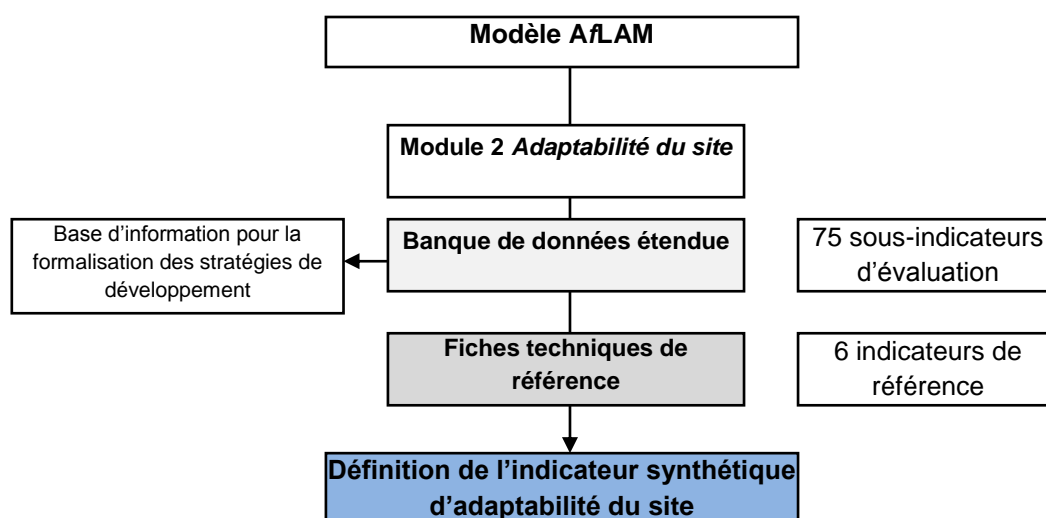 Modèle AfLAM
Module 2 Adaptabilité du site
Base d’information pour la
formalisation des stratégies de
développement
Banque de données étendue
75 sous-indicateurs
d’évaluation
Fiches techniques de
référence
6 indicateurs de
référence
Définition de l’indicateur synthétique
d’adaptabilité du site